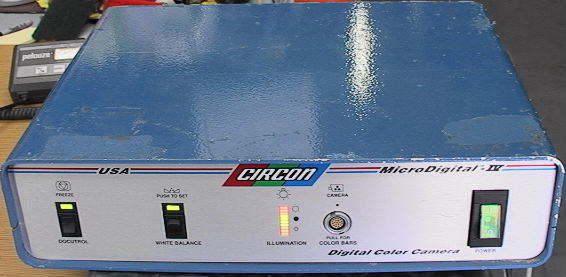 pelouze
USA
CIRCON
MicroDigital - IV
FREEZE
PUSH TO SET
CAMERA
DOCUTROL
WHITE BALANCE
ILLUMINATION
PULL FOR
COLOR BARS
Digital Color Camera
POWER